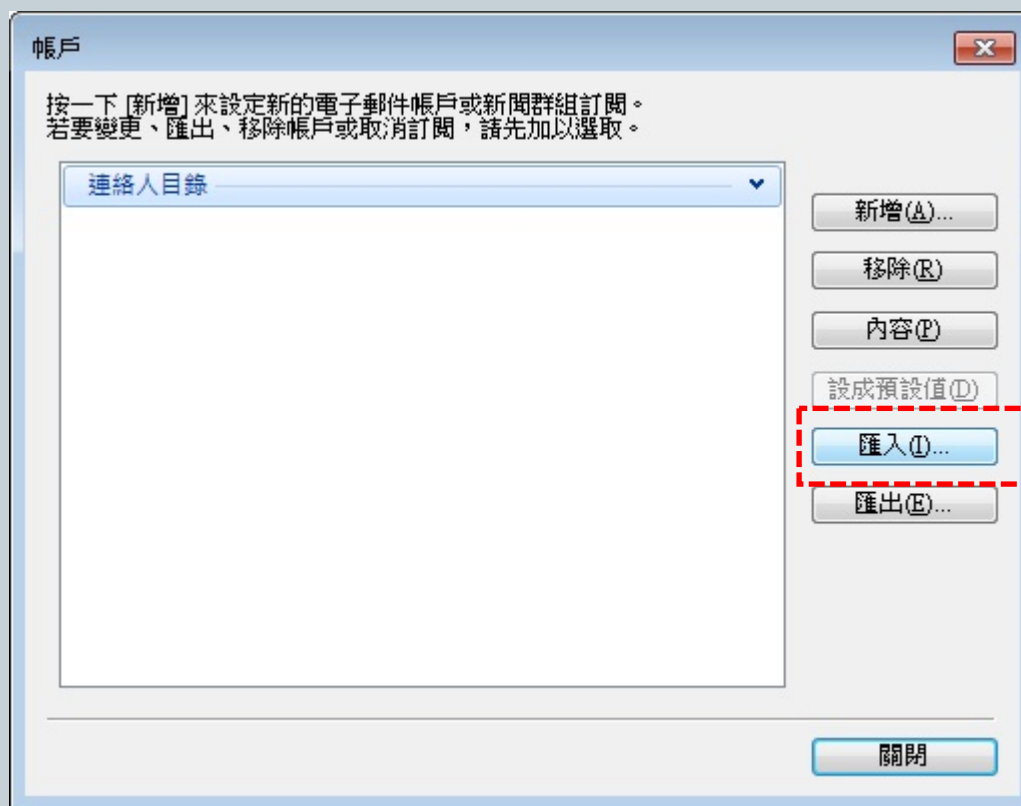 帳戶
按一下 [新增] 來設定新的電子郵件帳戶或新聞群組訂閱。
若要變更、匯出、移除帳戶或取消訂閱，請先加以選取。
連絡人目錄
新增(A)...
移除(R)
內容(P)
設成預設值(D)
匯入(I)...
匯出(E)...
關閉